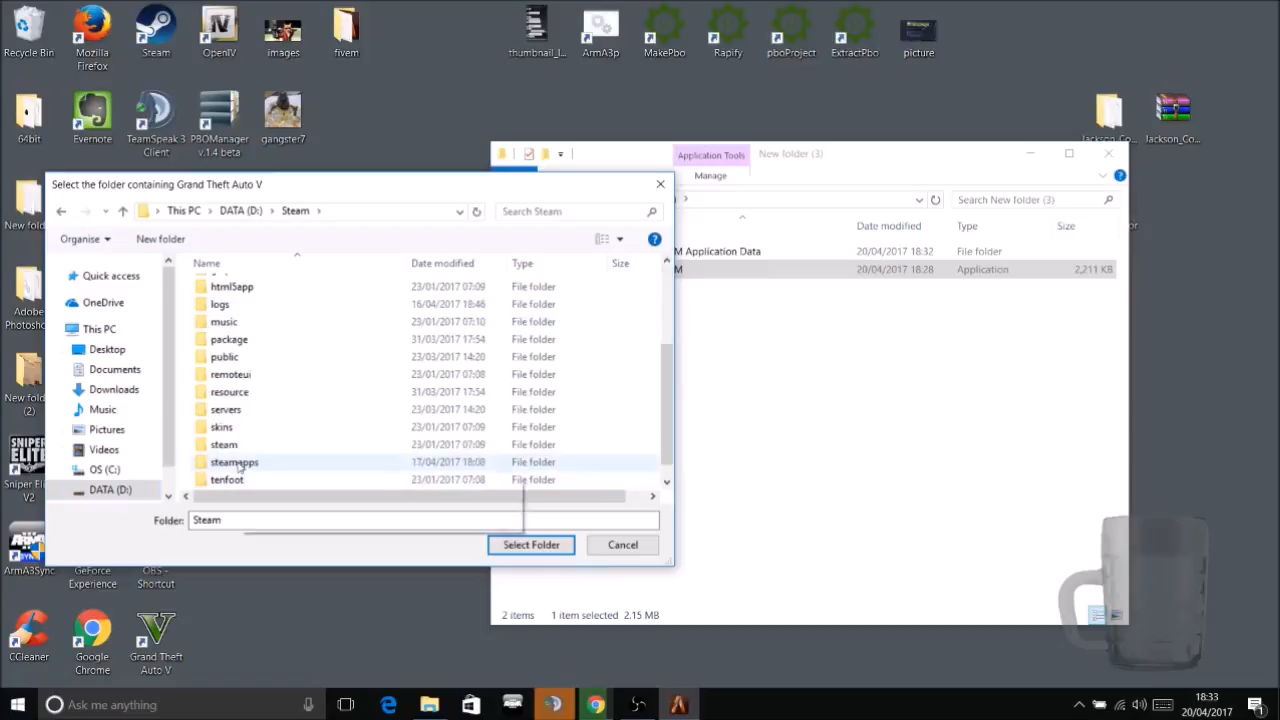 Recycle Bin
Mozilla Firefox
Steam
OpenIV
images
fivem
thumbnail_I...
ArmA3p
MakePbo
Rapify
pboProject
ExtractPbo
picture
64bit
Evernote
TeamSpeak 3 Client
PBOManager v.1.4 beta
gangster7
Jackson_Co...
Jackson_Co...
Application Tools
New folder (3)
Manage
Search New folder (3)
Date modified
Type
Size
M Application Data
20/04/2017 18:32
File folder
M
20/04/2017 18:28
Application
2,211 KB
2 items
1 item selected 2.15 MB
Select the folder containing Grand Theft Auto V
This PC > DATA (D:) > Steam >
Search Steam
Organise
New folder
Name
Date modified
Type
Size
Quick access
OneDrive
This PC
Desktop
Documents
Downloads
Music
Pictures
Videos
OS (C:)
DATA (D:)
html5app 23/01/2017 07:09 File folder
logs 16/04/2017 18:46 File folder
music 23/01/2017 07:10 File folder
package 31/03/2017 17:54 File folder
public 23/03/2017 14:20 File folder
remoteui 23/01/2017 07:08 File folder
resource 31/03/2017 17:54 File folder
servers 23/03/2017 14:20 File folder
skins 23/01/2017 07:09 File folder
steam 23/01/2017 07:09 File folder
steamapps 17/04/2017 18:08 File folder
tenfoot 23/01/2017 07:08 File folder
Folder:
Steam
Select Folder
Cancel
New fold
Adobe
Photosho
New fold
(2)
SNIPER
ELITE
Sniper Eli
V2
ARMA
SYNC
ArmA3Sync
GeForce Experience
OBS - Shortcut
CCleaner
Google Chrome
Grand Theft Auto V
Ask me anything
18:33
20/04/2017